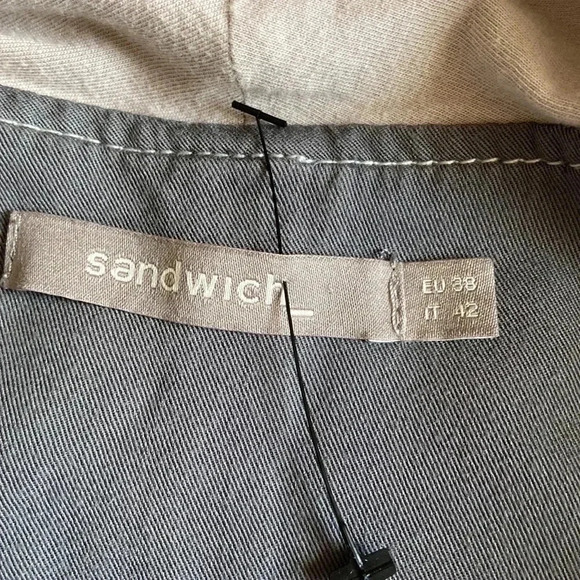 sandwich_
EU 38
IT 42